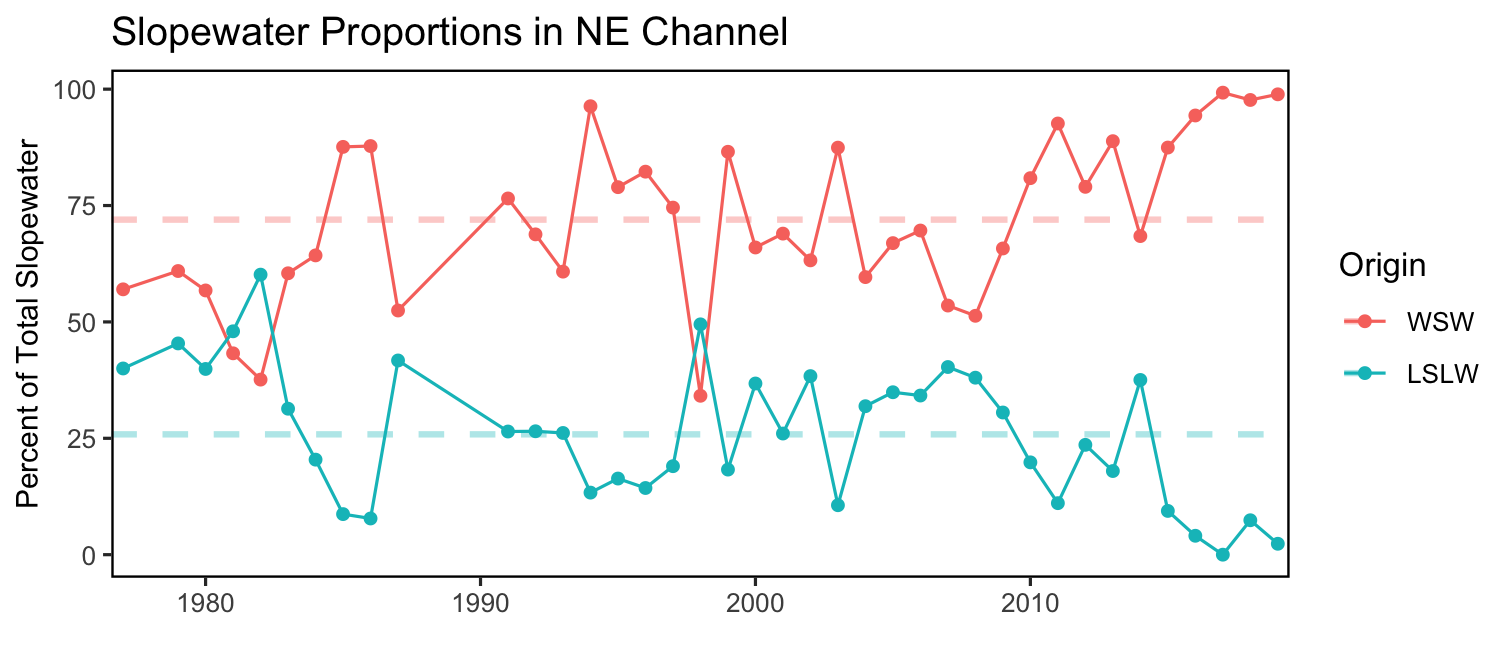 Slopewater Proportions in NE Channel
Percent of Total Slopewater
100
75
50
25
0
1980 1990 2000 2010
Origin
WSW
LSLW